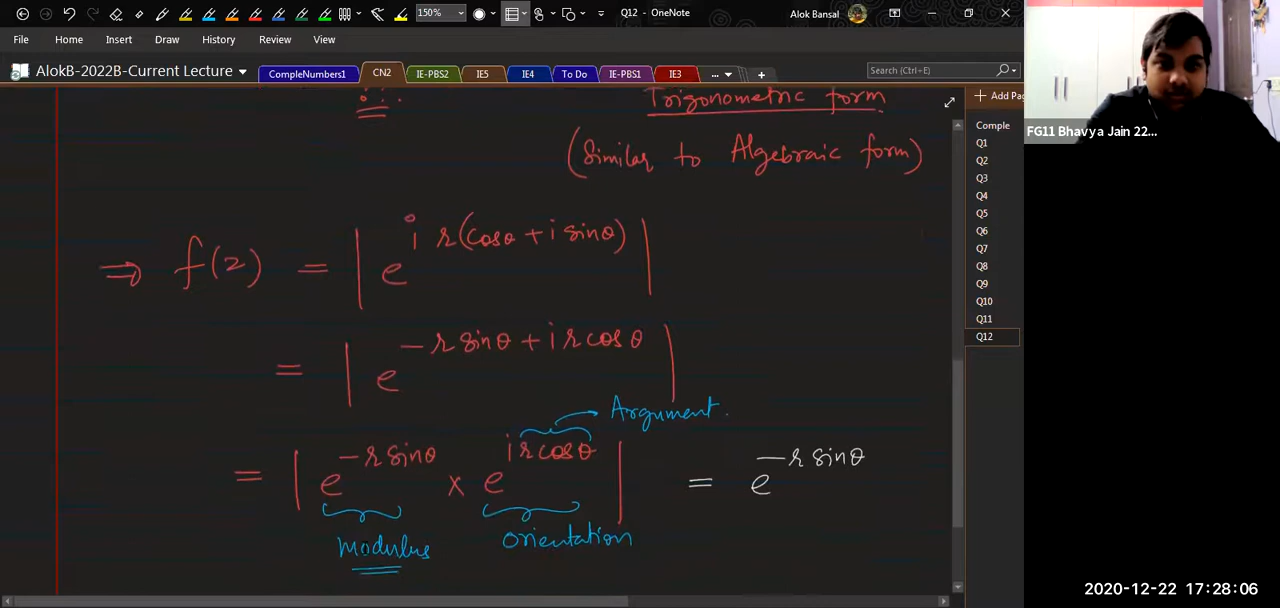 150%
Q12 - OneNote
Alok Bansal
File Home Insert Draw History Review View
AlokB-2022B-Current Lecture
CompleNumbers1 CN2 IE-PBS2 IE5 IE4 To Do IE-PBS1 IE3 ... +
Search (Ctrl+E)
+ Add Pag
Comple
Q1
Q2
Q3
Q4
Q5
Q6
Q7
Q8
Q9
Q10
Q11
Q12
FG11 Bhavya Jain 22...
Trigonometric form
(Similar to Algebraic form)
⇒ f(z) = | e^{i r(cosθ + i sinθ)} |
= | e^{-r sinθ + i r cosθ} |
Argument.
= | e^{-r sinθ} × e^{i r cosθ} | = e^{-r sinθ}
modulus orientation
2020-12-22 17:28:06